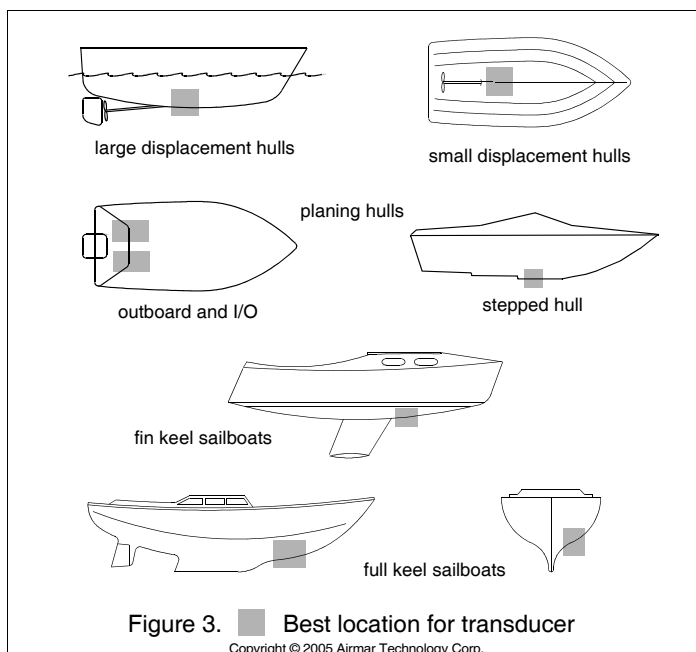 large displacement hulls
small displacement hulls
planing hulls
outboard and I/O
stepped hull
fin keel sailboats
full keel sailboats
Figure 3. Best location for transducer
Copyright © 2005 Airmar Technology Corp.